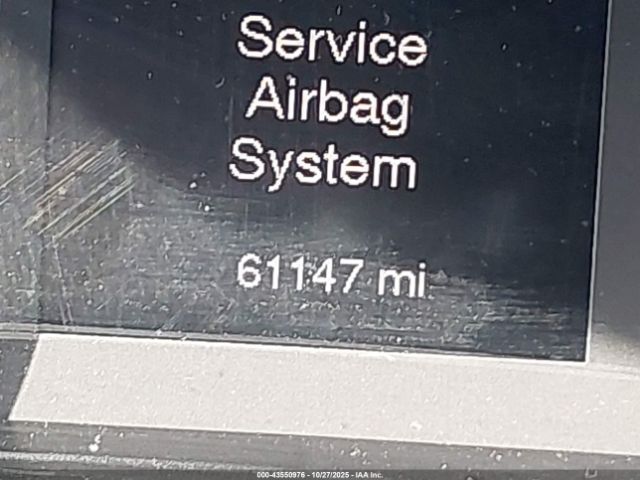 Service
Airbag
System
61147 mi
000-43550976 - 10/27/2025 - IAA Inc.